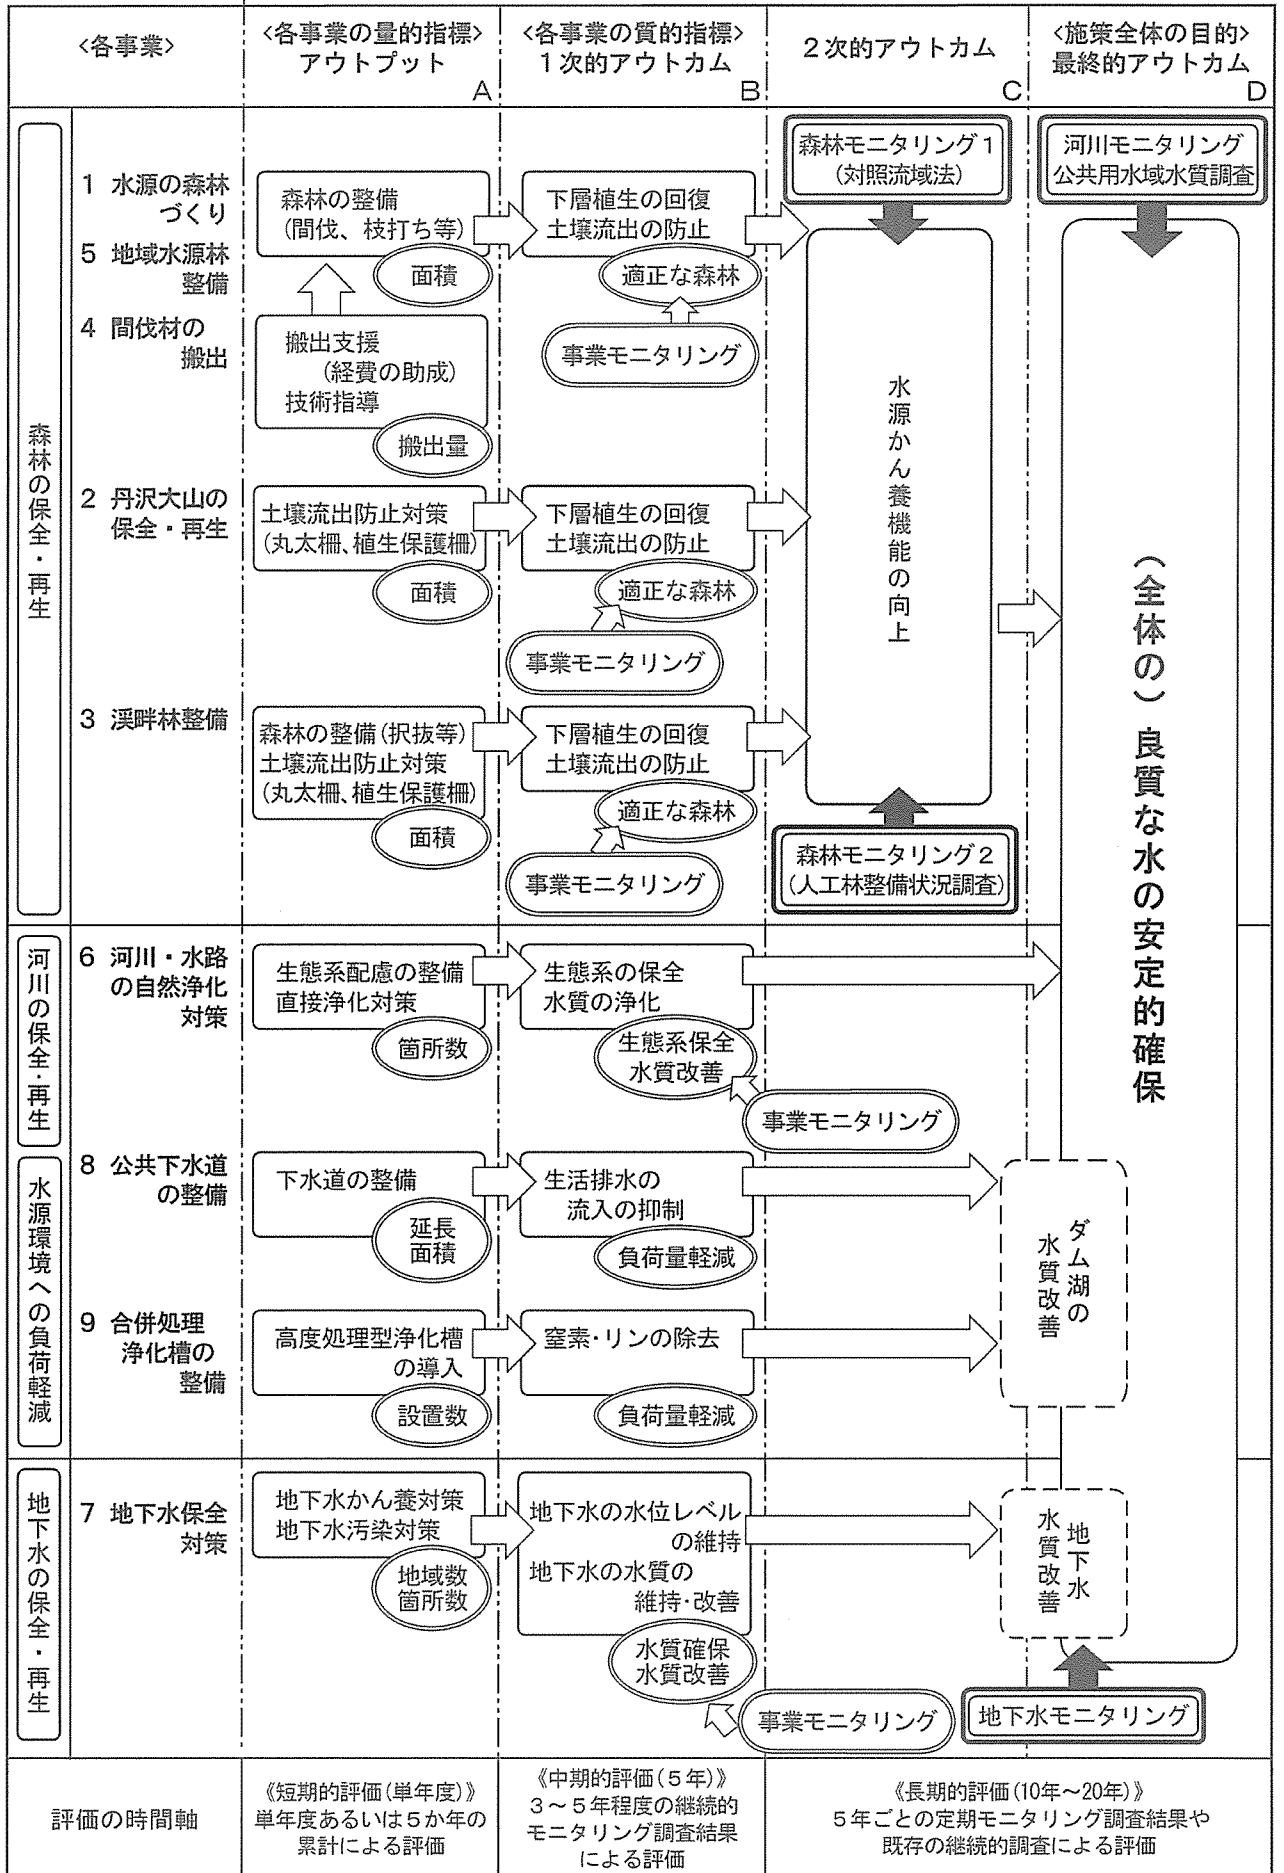 <各事業>
<各事業の量的指標>
アウトプット
A
<各事業の質的指標>
1次的アウトカム
B
2次的アウトカム
C
<施策全体の目的>
最終的アウトカム
D
森林の保全・再生
1 水源の森林
づくり
5 地域水源林
整備
4 間伐材の
搬出
2 丹沢大山の
保全・再生
3 渓畔林整備
森林の整備
(間伐、枝打ち等)
面積
搬出支援
(経費の助成)
技術指導
搬出量
土壌流出防止対策
(丸太柵、植生保護柵)
面積
森林の整備(択抜等)
土壌流出防止対策
(丸太柵、植生保護柵)
面積
下層植生の回復
土壌流出の防止
適正な森林
事業モニタリング
下層植生の回復
土壌流出の防止
適正な森林
事業モニタリング
下層植生の回復
土壌流出の防止
適正な森林
事業モニタリング
森林モニタリング1
(対照流域法)
水源かん養機能の向上
森林モニタリング2
(人工林整備状況調査)
河川モニタリング
公共用水域水質調査
(全体の)良質な水の安定的確保
河川の保全・再生
6 河川・水路
の自然浄化
対策
生態系配慮の整備
直接浄化対策
箇所数
生態系の保全
水質の浄化
生態系保全
水質改善
事業モニタリング
水源環境への負荷軽減
8 公共下水道
の整備
下水道の整備
延長
面積
生活排水の
流入の抑制
負荷量軽減
9 合併処理
浄化槽の
整備
高度処理型浄化槽
の導入
設置数
窒素・リンの除去
負荷量軽減
ダム湖の
水質改善
地下水の保全・再生
7 地下水保全
対策
地下水かん養対策
地下水汚染対策
地域数
箇所数
地下水の水位レベル
の維持
地下水の水質の
維持・改善
水質確保
水質改善
事業モニタリング
地下水
水質改善
地下水モニタリング
評価の時間軸
《短期的評価(単年度)》
単年度あるいは5か年の
累計による評価
《中期的評価(5年)》
3～5年程度の継続的
モニタリング調査結果
による評価
《長期的評価(10年～20年)》
5年ごとの定期モニタリング調査結果や
既存の継続的調査による評価